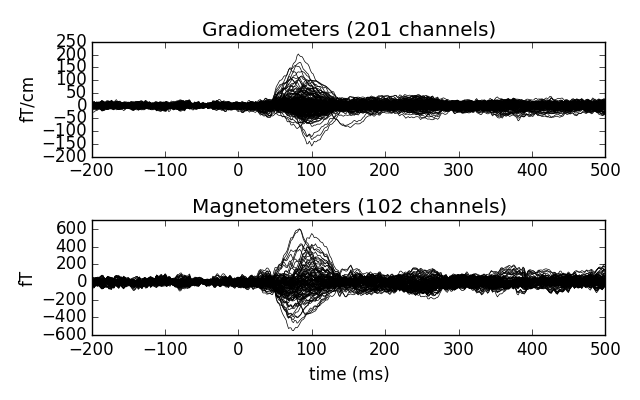 Gradiometers (201 channels)
250
200
150
100
50
0
−50
−100
−150
−200
fT/cm
−200 −100 0 100 200 300 400 500
Magnetometers (102 channels)
600
400
200
0
−200
−400
−600
fT
−200 −100 0 100 200 300 400 500
time (ms)